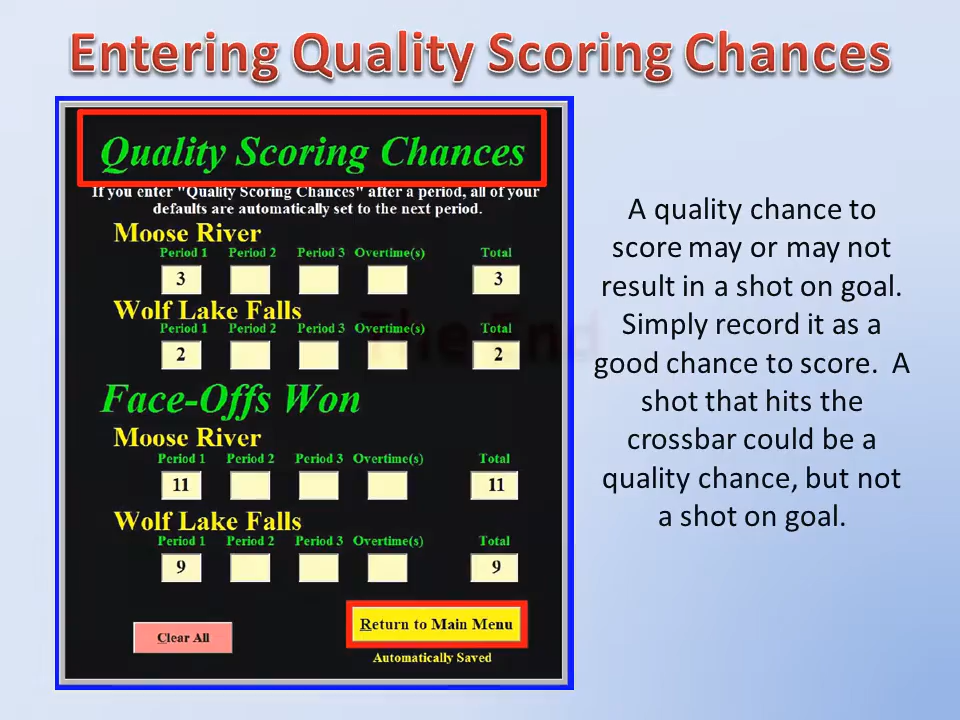 Entering Quality Scoring Chances
Quality Scoring Chances
If you enter "Quality Scoring Chances" after a period, all of your
defaults are automatically set to the next period.
Moose River
Period 1 Period 2 Period 3 Overtime(s) Total
3 3
Wolf Lake Falls
Period 1 Period 2 Period 3 Overtime(s) Total
2 2
Face-Offs Won
Moose River
Period 1 Period 2 Period 3 Overtime(s) Total
11 11
Wolf Lake Falls
Period 1 Period 2 Period 3 Overtime(s) Total
9 9
Clear All
Return to Main Menu
Automatically Saved
A quality chance to
score may or may not
result in a shot on goal.
Simply record it as a
good chance to score. A
shot that hits the
crossbar could be a
quality chance, but not
a shot on goal.
The End